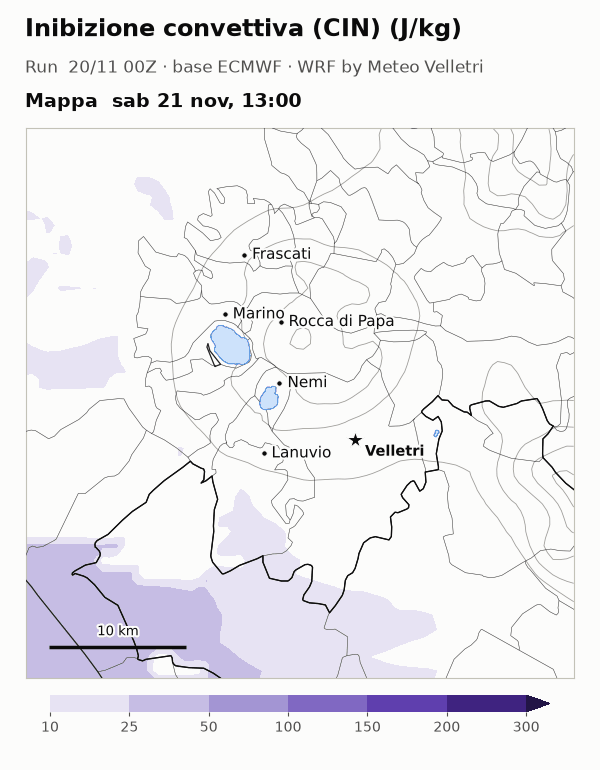 Inibizione convettiva (CIN) (J/kg)
Run  20/11 00Z · base ECMWF · WRF by Meteo Velletri
Mappa  sab 21 nov, 13:00
Frascati
Marino
Rocca di Papa
Nemi
Velletri
Lanuvio
10 km
10 25 50 100 150 200 300